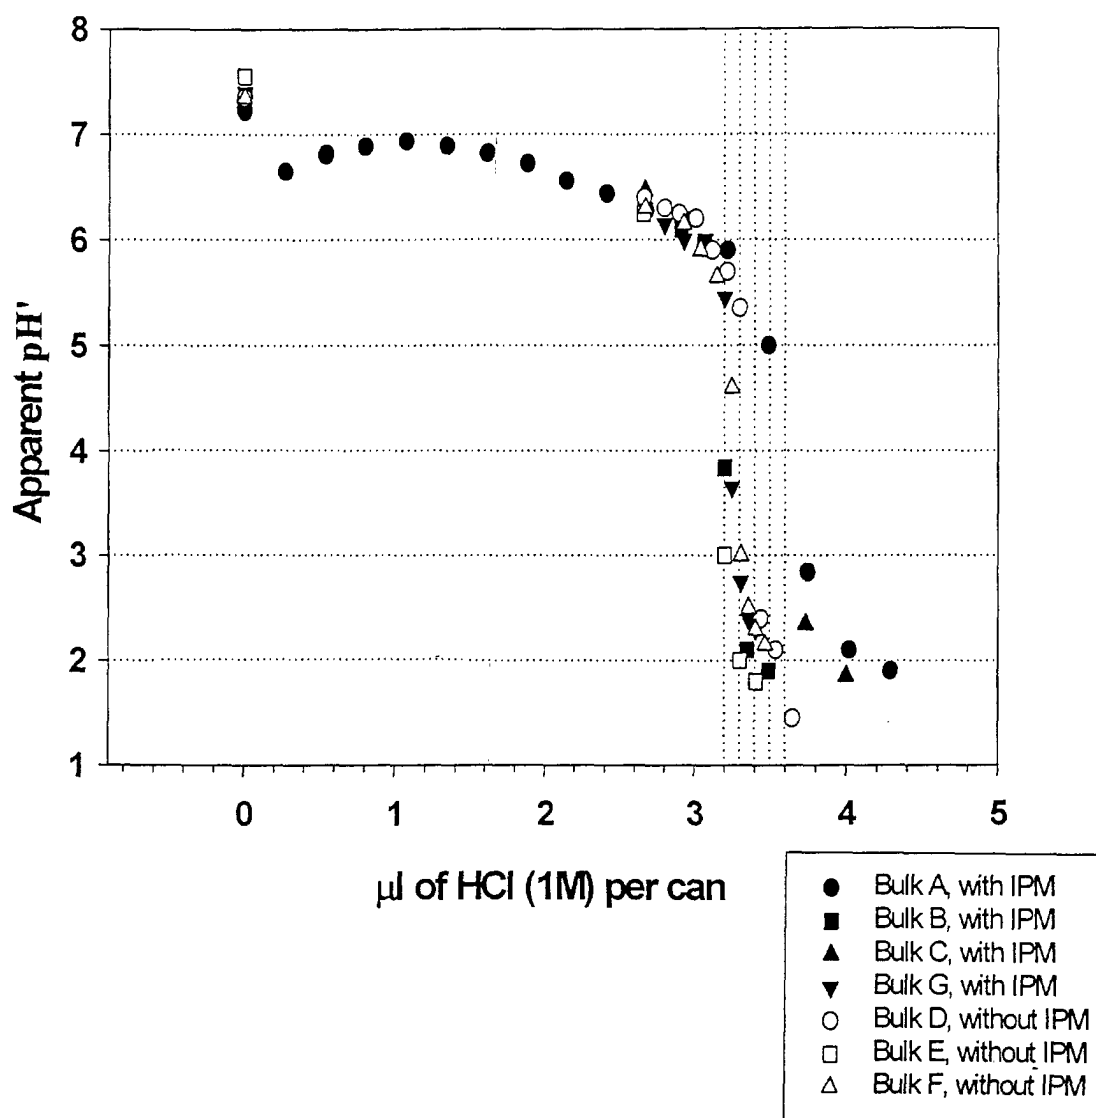 8
7
6
5
4
3
2
1
Apparent pH'
0 1 2 3 4 5
µl of HCl (1M) per can
Bulk A, with IPM
Bulk B, with IPM
Bulk C, with IPM
Bulk G, with IPM
Bulk D, without IPM
Bulk E, without IPM
Bulk F, without IPM